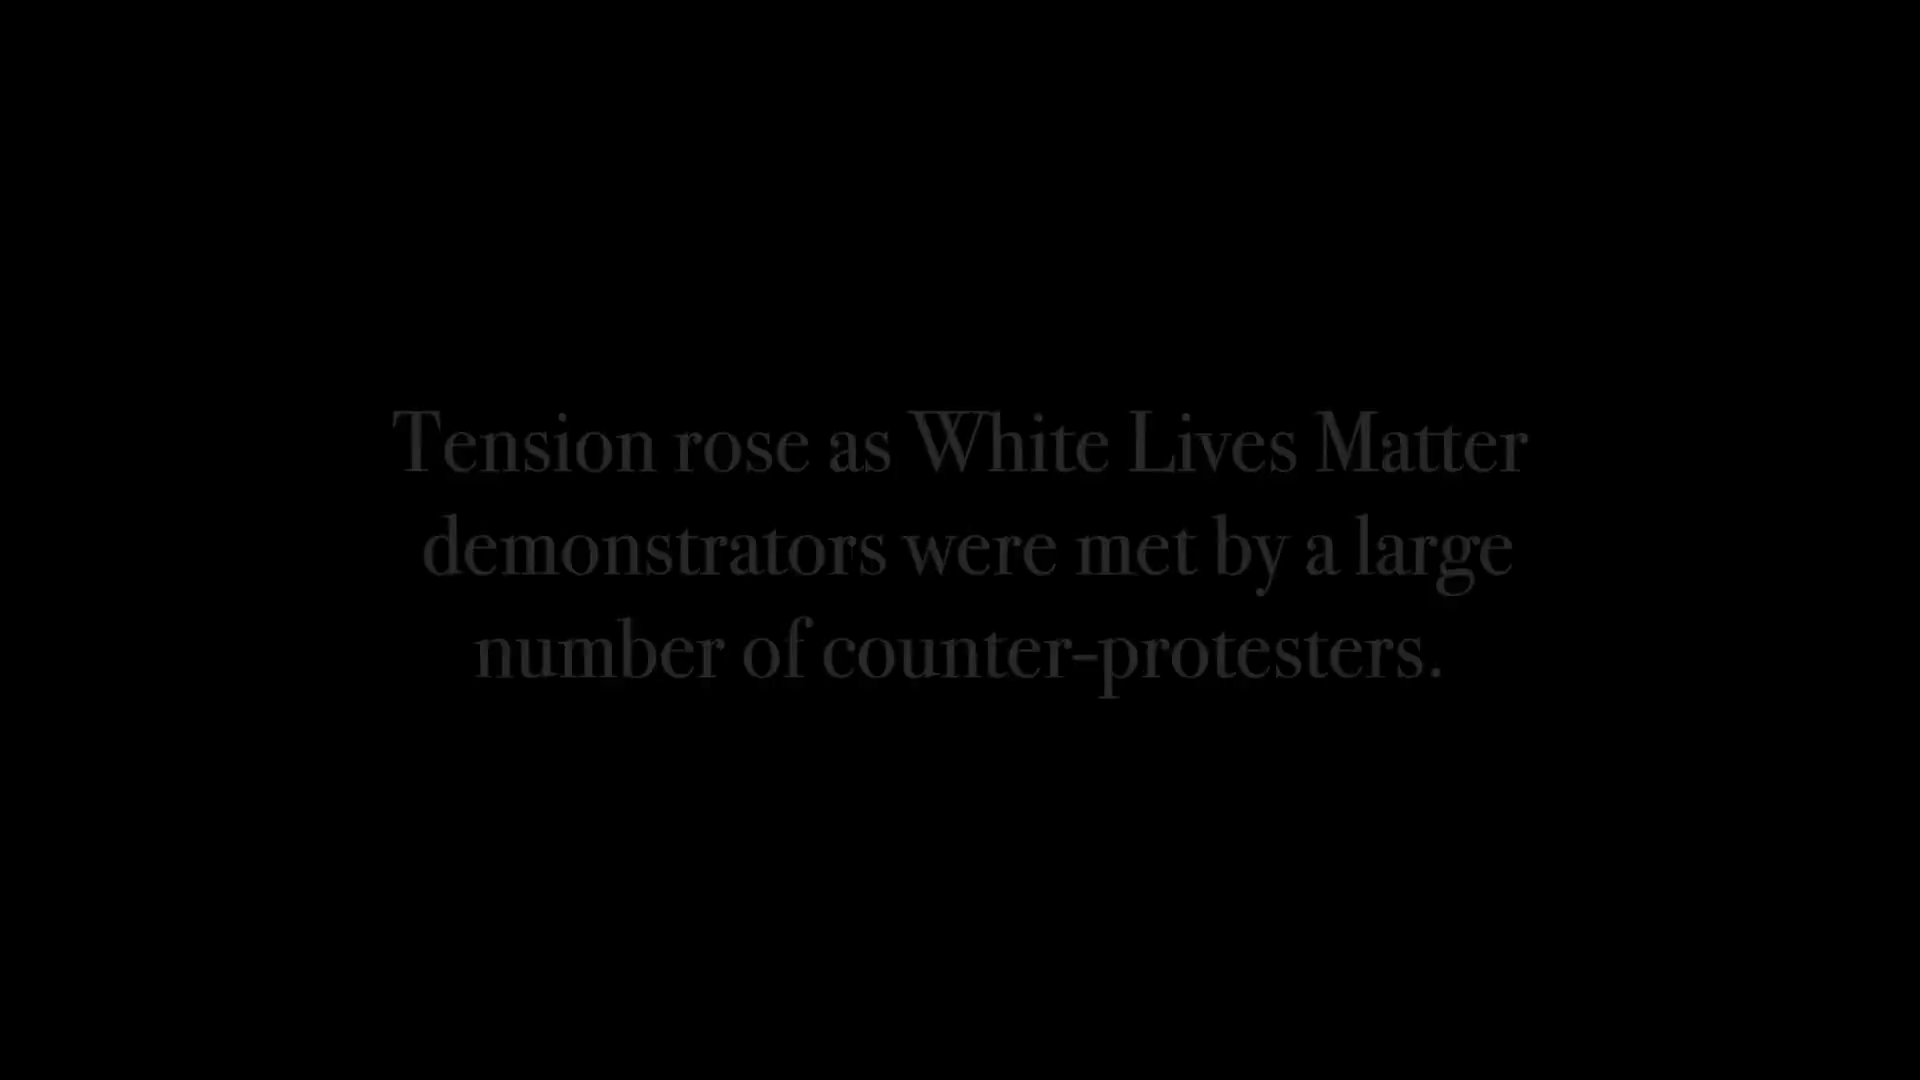 Tension rose as White Lives Matter
demonstrators were met by a large
number of counter-protesters.